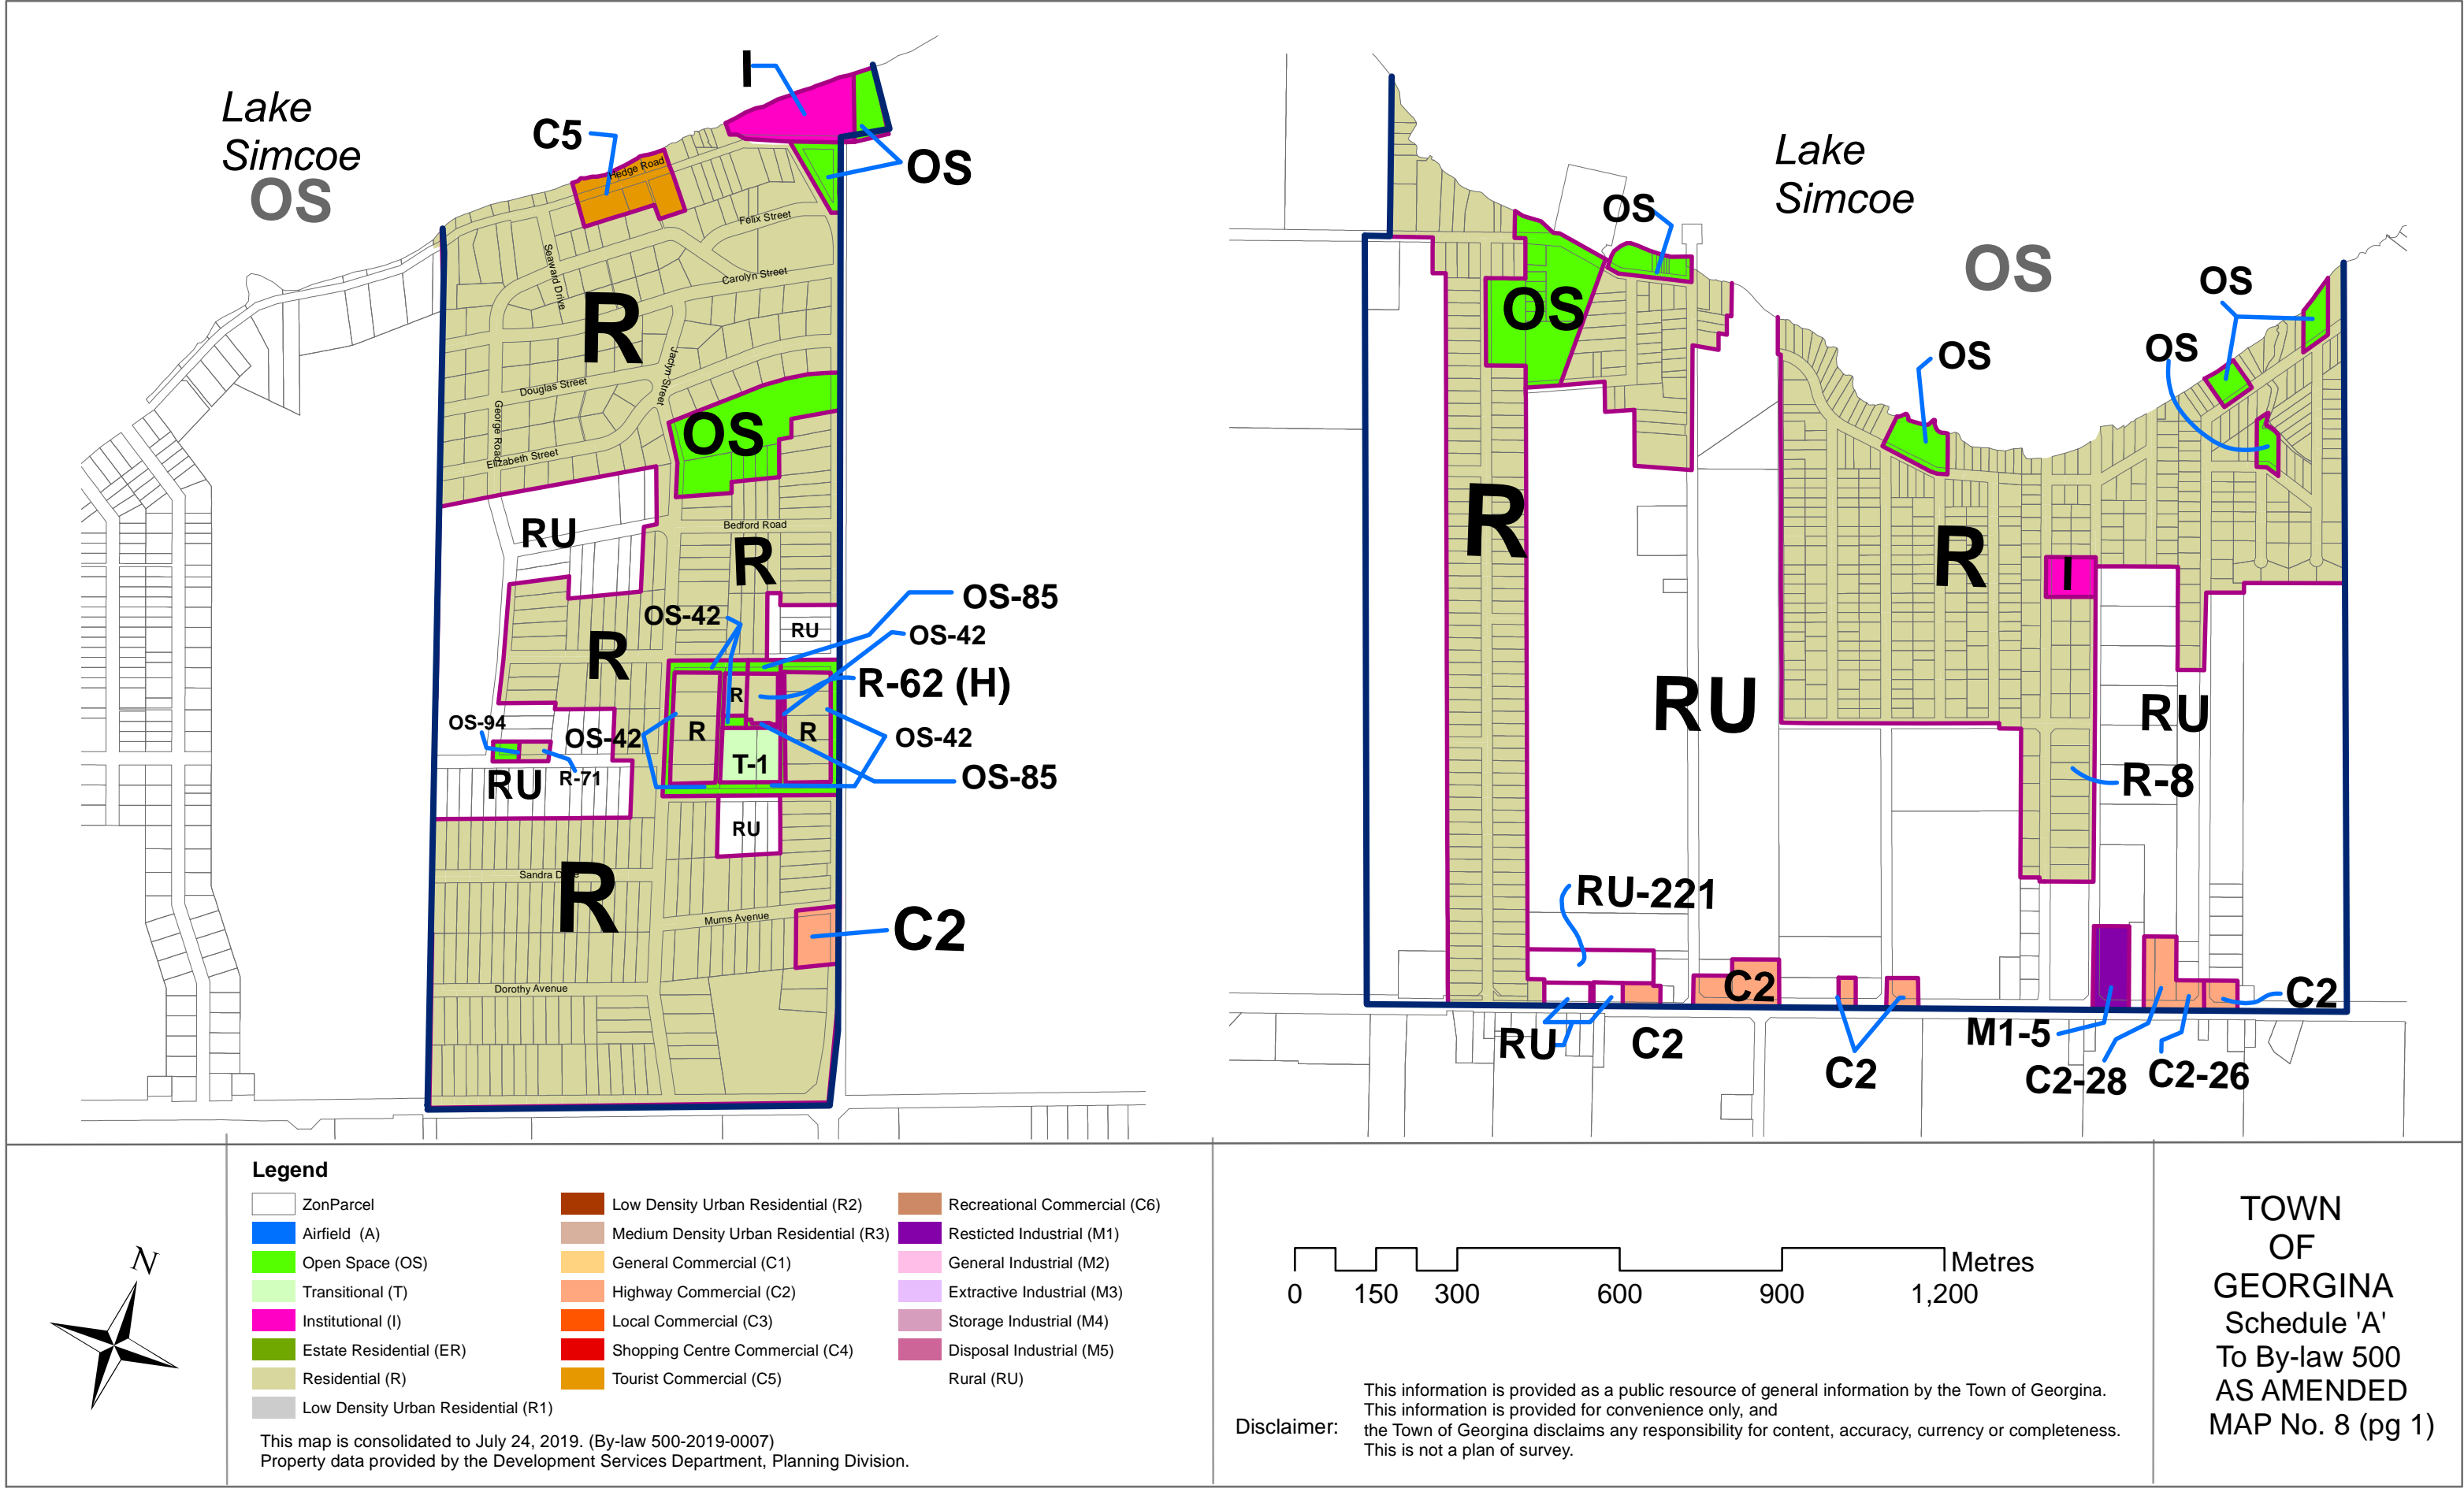 Lake
Simcoe
OS
I
C5
OS
Hedge Road
Felix Street
Seaward Drive
Carolyn Street
R
Jaclyn Street
Douglas Street
George Road
OS
Elizabeth Street
RU
Bedford Road
R
OS-85
OS-42
OS-42
RU
R
R-62 (H)
R
OS-94
OS-42
R
R
OS-42
T-1
R-71
OS-85
RU
RU
Sandra D
R
Mums Avenue
C2
Dorothy Avenue
Lake
Simcoe
OS
OS
OS
OS
OS
OS
R
R
I
RU
RU
R-8
RU-221
C2
C2
RU
C2
C2
M1-5
C2-28
C2-26
Legend
ZonParcel
Airfield (A)
Open Space (OS)
Transitional (T)
Institutional (I)
Estate Residential (ER)
Residential (R)
Low Density Urban Residential (R1)
Low Density Urban Residential (R2)
Medium Density Urban Residential (R3)
General Commercial (C1)
Highway Commercial (C2)
Local Commercial (C3)
Shopping Centre Commercial (C4)
Tourist Commercial (C5)
Recreational Commercial (C6)
Resticted Industrial (M1)
General Industrial (M2)
Extractive Industrial (M3)
Storage Industrial (M4)
Disposal Industrial (M5)
Rural (RU)
This map is consolidated to July 24, 2019. (By-law 500-2019-0007)
Property data provided by the Development Services Department, Planning Division.
N
Metres
0 150 300 600 900 1,200
Disclaimer:
This information is provided as a public resource of general information by the Town of Georgina.
This information is provided for convenience only, and
the Town of Georgina disclaims any responsibility for content, accuracy, currency or completeness.
This is not a plan of survey.
TOWN
OF
GEORGINA
Schedule 'A'
To By-law 500
AS AMENDED
MAP No. 8 (pg 1)